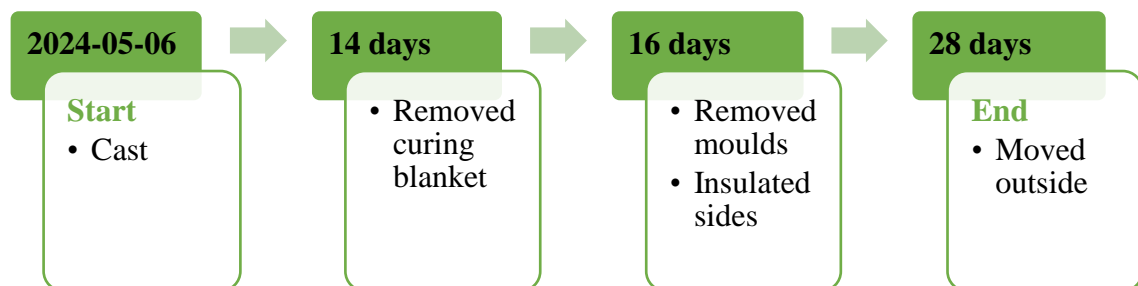 2024-05-06
Start
• Cast
14 days
• Removed
curing
blanket
16 days
• Removed
moulds
• Insulated
sides
28 days
End
• Moved
outside